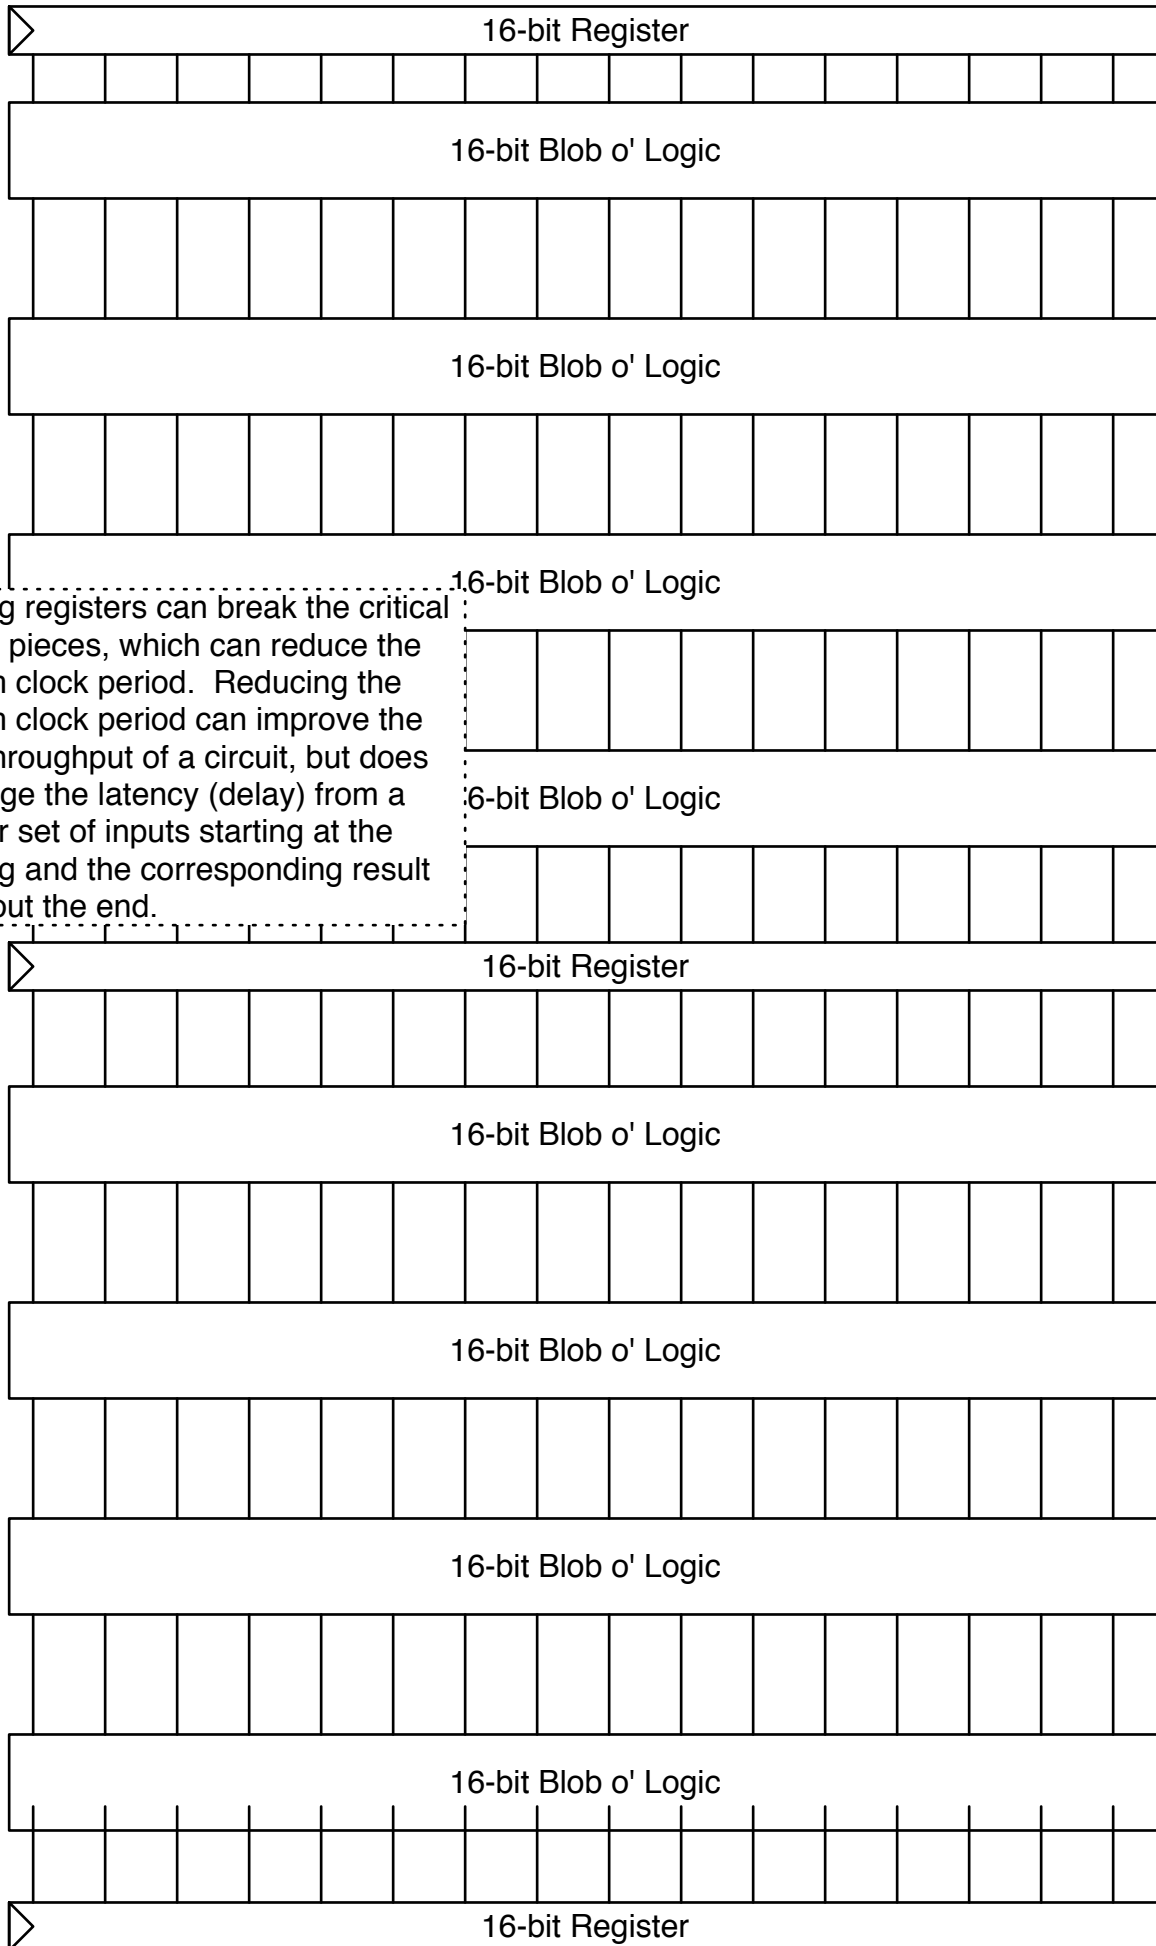 16-bit Register
16-bit Blob o' Logic
16-bit Blob o' Logic
16-bit Blob o' Logic
registers can break the critical
pieces, which can reduce the
clock period. Reducing the
clock period can improve the
of a circuit, but does
the latency (delay) from a
set of inputs starting at the
and the corresponding result
the end.
6-bit Blob o' Logic
16-bit Register
16-bit Blob o' Logic
16-bit Blob o' Logic
16-bit Blob o' Logic
16-bit Blob o' Logic
16-bit Register